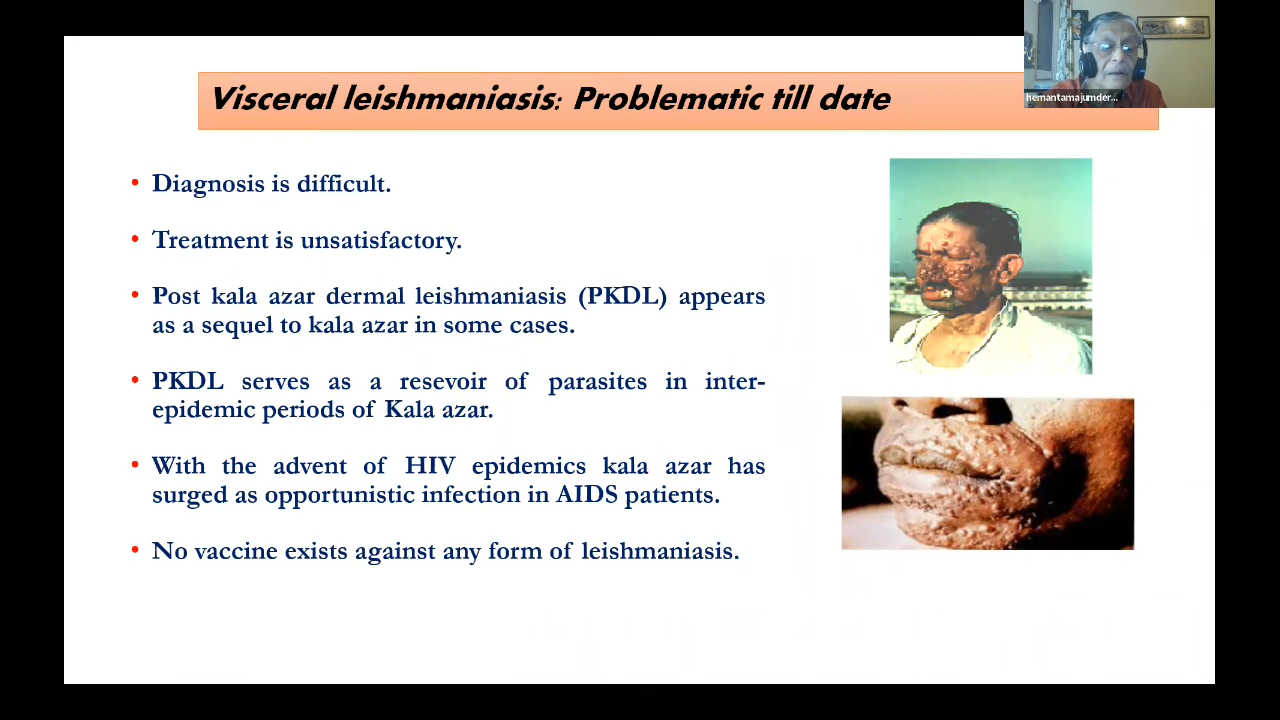 Visceral leishmaniasis: Problematic till date
hemantamajumder...
• Diagnosis is difficult.
• Treatment is unsatisfactory.
• Post kala azar dermal leishmaniasis (PKDL) appears
as a sequel to kala azar in some cases.
• PKDL serves as a resevoir of parasites in inter-
epidemic periods of Kala azar.
• With the advent of HIV epidemics kala azar has
surged as opportunistic infection in AIDS patients.
• No vaccine exists against any form of leishmaniasis.